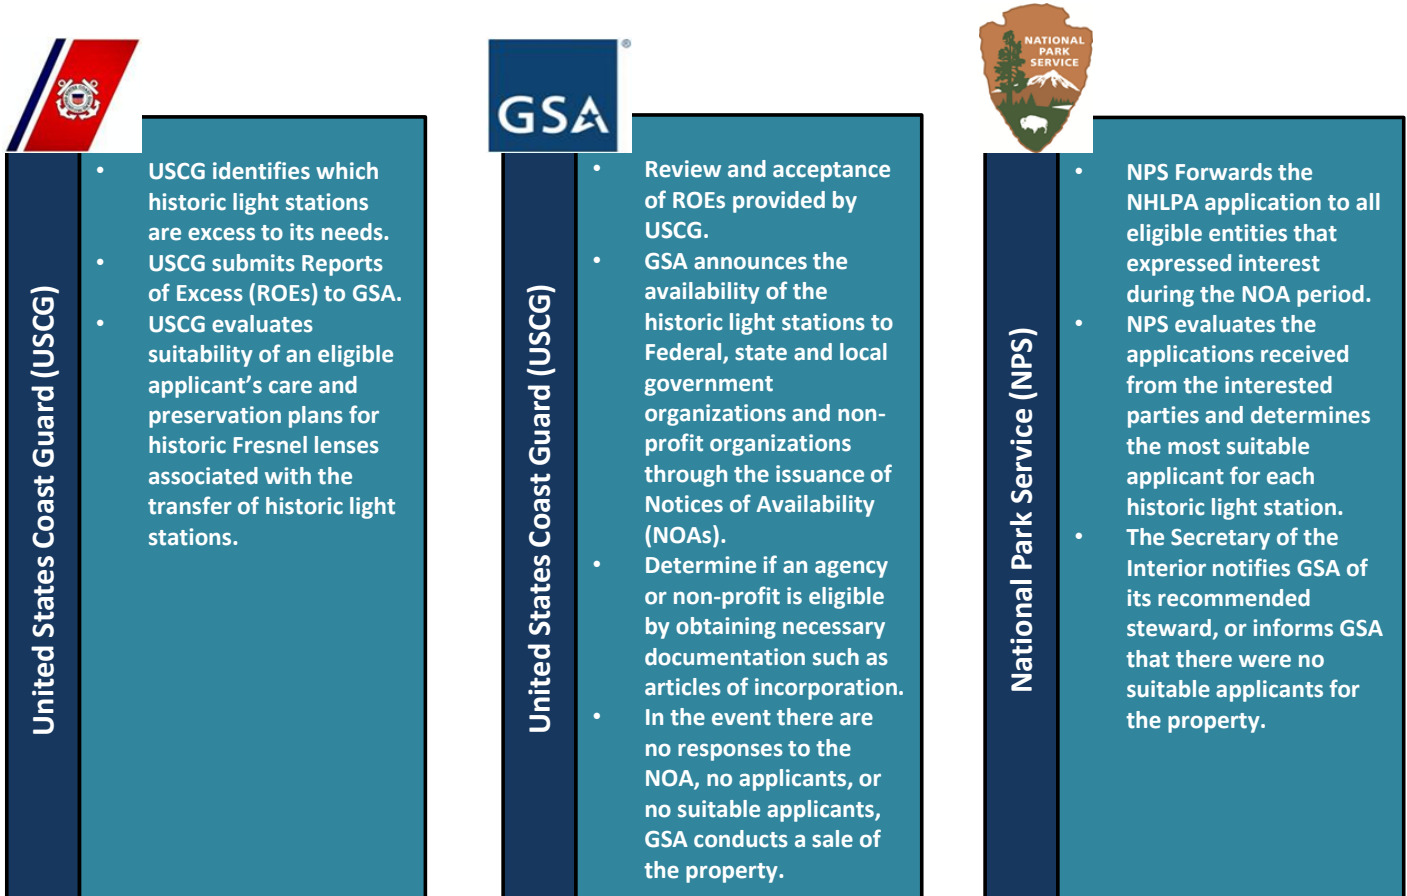 United States Coast Guard (USCG)
• USCG identifies which
historic light stations
are excess to its needs.
• USCG submits Reports
of Excess (ROEs) to GSA.
• USCG evaluates
suitability of an eligible
applicant’s care and
preservation plans for
historic Fresnel lenses
associated with the
transfer of historic light
stations.
GSA
®
United States Coast Guard (USCG)
• Review and acceptance
of ROEs provided by
USCG.
• GSA announces the
availability of the
historic light stations to
Federal, state and local
government
organizations and non-
profit organizations
through the issuance of
Notices of Availability
(NOAs).
• Determine if an agency
or non-profit is eligible
by obtaining necessary
documentation such as
articles of incorporation.
• In the event there are
no responses to the
NOA, no applicants, or
no suitable applicants,
GSA conducts a sale of
the property.
NATIONAL
PARK
SERVICE
National Park Service (NPS)
• NPS Forwards the
NHLPA application to all
eligible entities that
expressed interest
during the NOA period.
• NPS evaluates the
applications received
from the interested
parties and determines
the most suitable
applicant for each
historic light station.
• The Secretary of the
Interior notifies GSA of
its recommended
steward, or informs GSA
that there were no
suitable applicants for
the property.